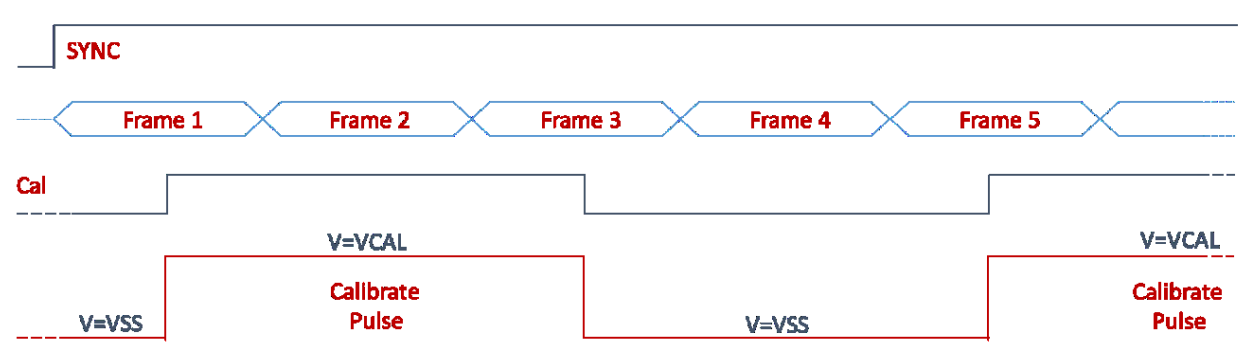 SYNC
Frame 1 Frame 2 Frame 3 Frame 4 Frame 5
Cal
V=VCAL V=VCAL
Calibrate Calibrate
Pulse Pulse
V=VSS V=VSS